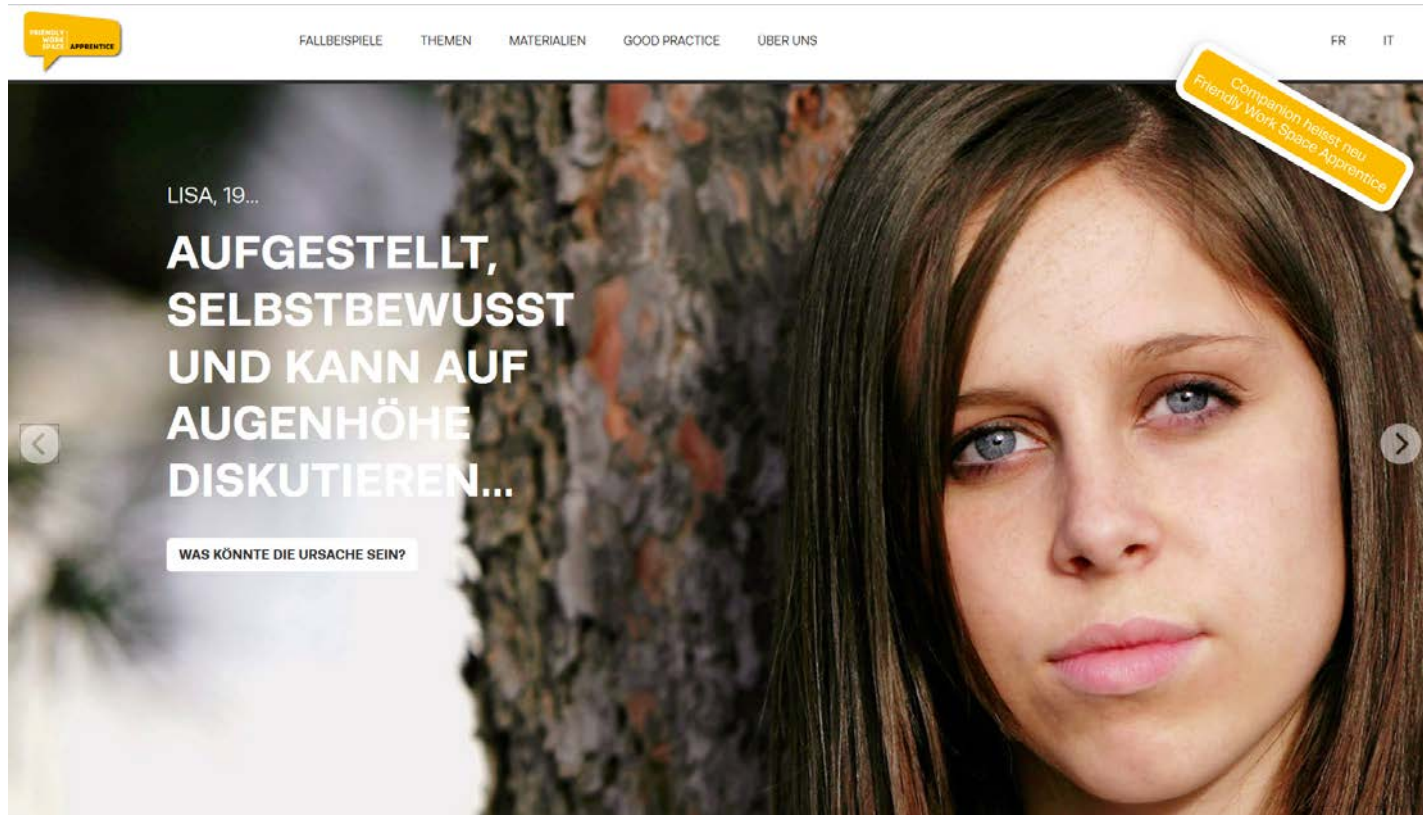 FRIENDLY
WORK
SPACE APPRENTICE
FALLBEISPIELE THEMEN MATERIALIEN GOOD PRACTICE ÜBER UNS
FR IT
Companion heisst neu
Friendly Work Space Apprentice
LISA, 19...
AUFGESTELLT,
SELBSTBEWUSST
UND KANN AUF
AUGENHÖHE
DISKUTIEREN...
WAS KÖNNTE DIE URSACHE SEIN?